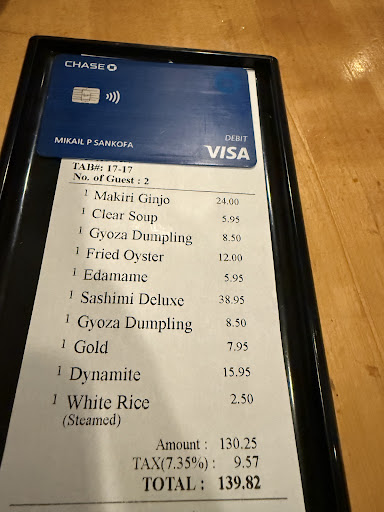 CHASE
MIKAIL P SANKOFA
DEBIT
VISA
TAB#: 17-17
No. of Guest : 2
1 Makiri Ginjo 24.00
1 Clear Soup 5.95
1 Gyoza Dumpling 8.50
1 Fried Oyster 12.00
1 Edamame 5.95
1 Sashimi Deluxe 38.95
1 Gyoza Dumpling 8.50
1 Gold 7.95
1 Dynamite 15.95
1 White Rice 2.50
(Steamed)
Amount : 130.25
TAX(7.35%) : 9.57
TOTAL : 139.82